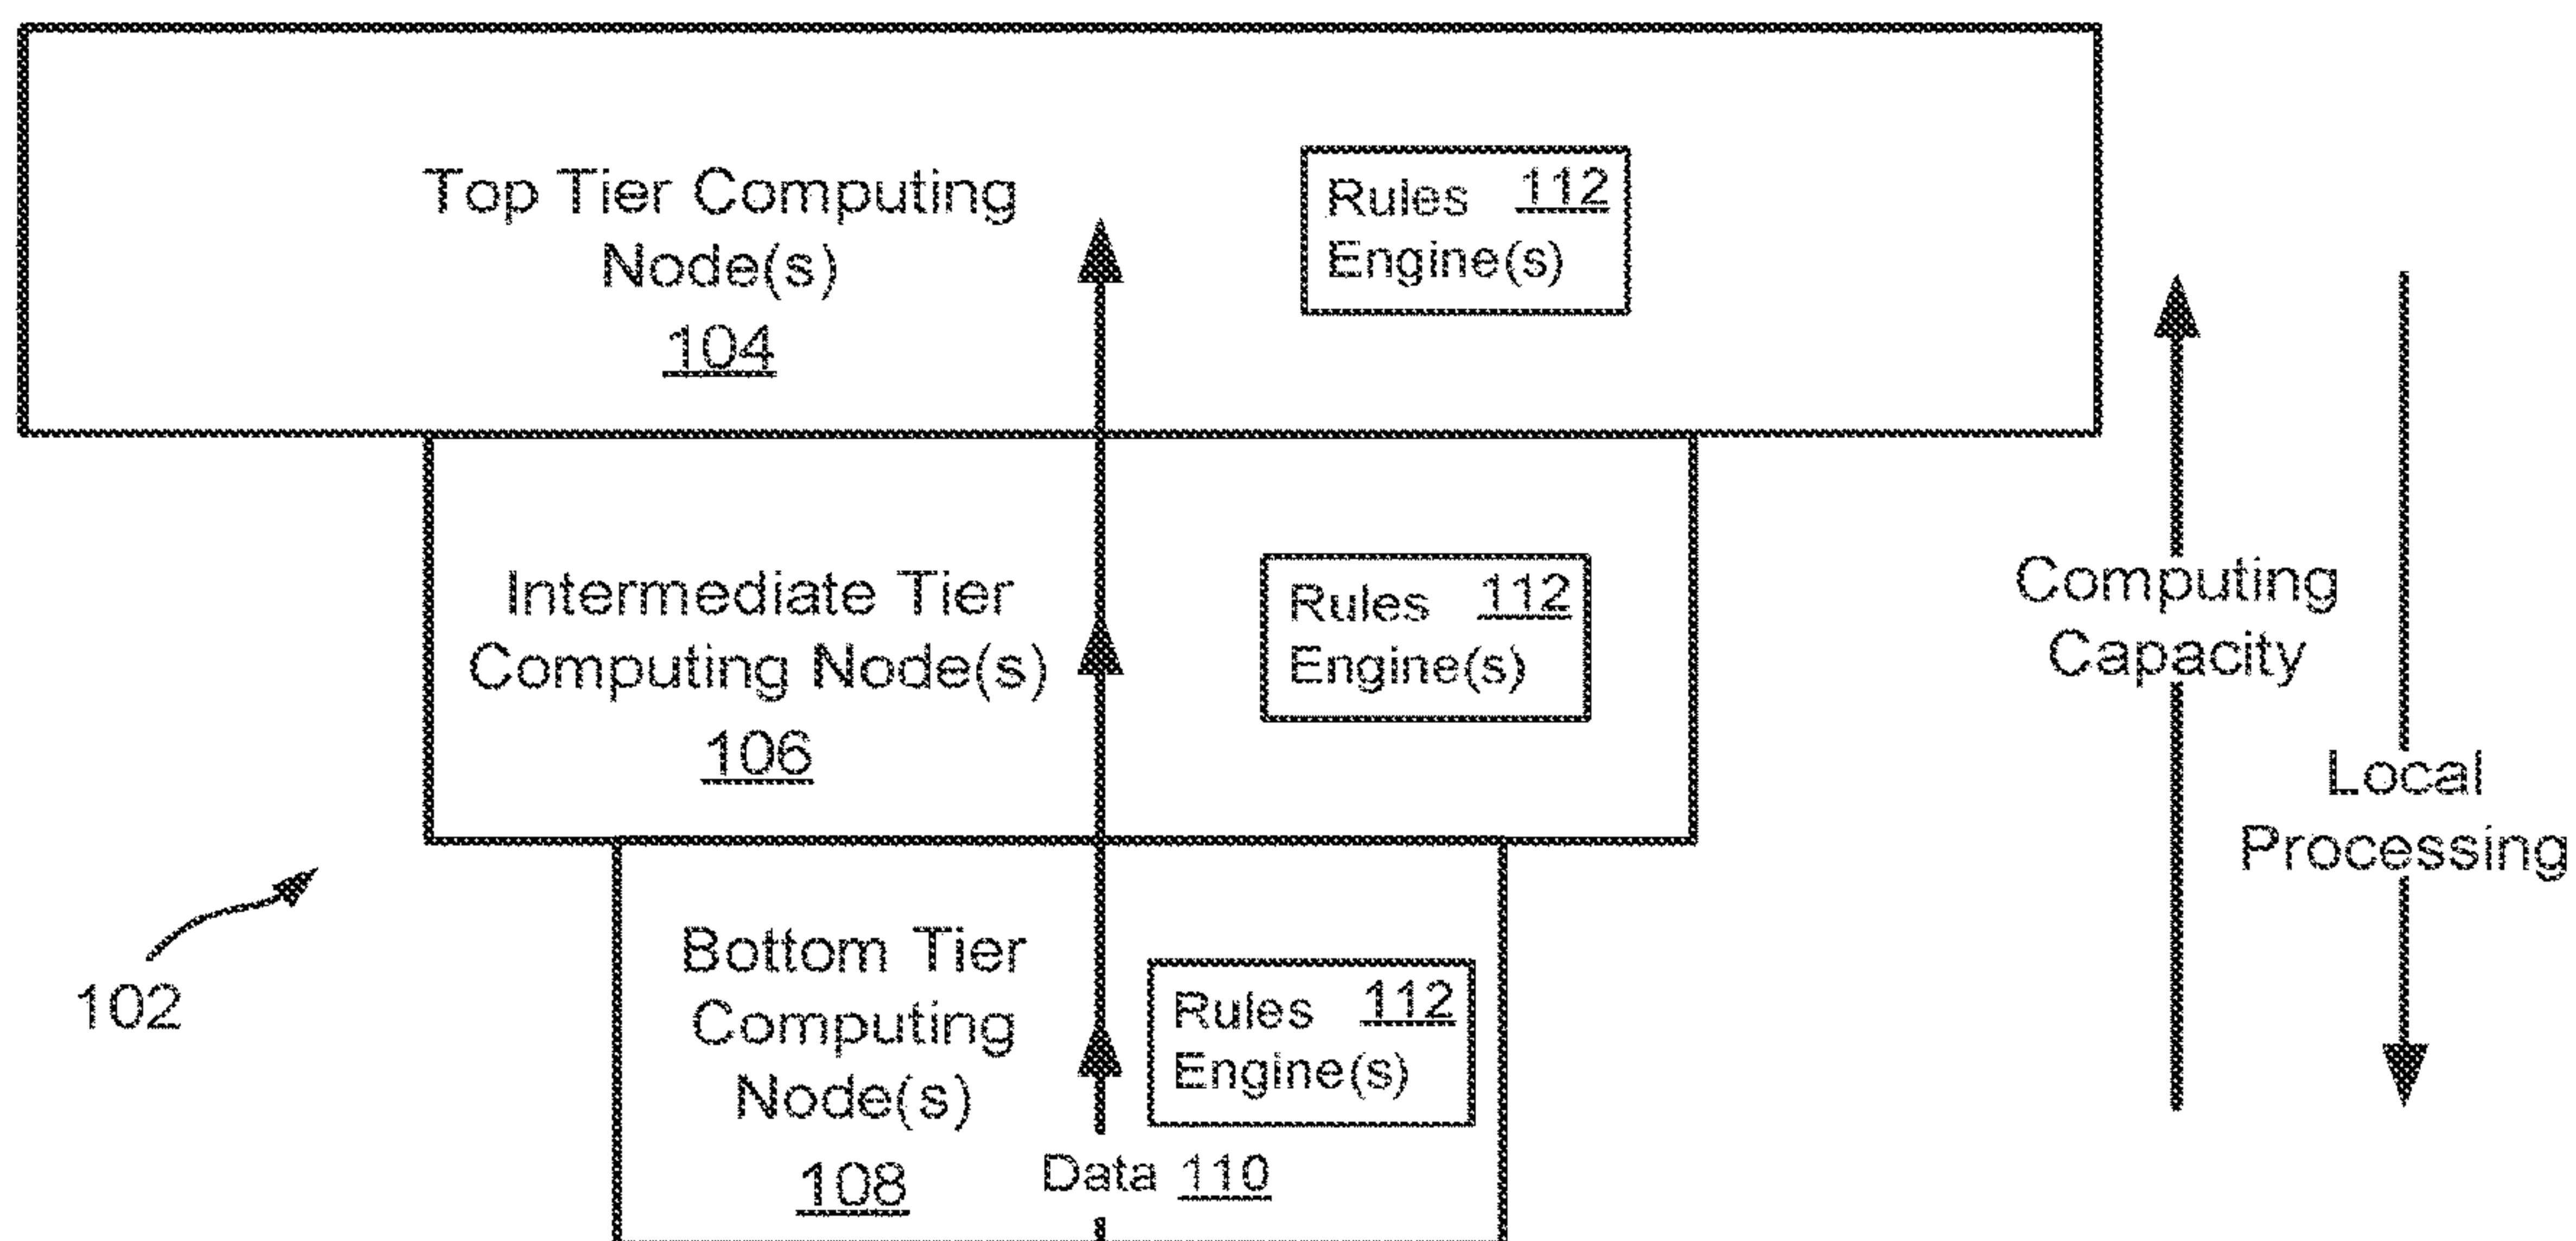 Top Tier Computing
Node(s)
104
Rules 112
Engine(s)
Intermediate Tier
Computing Node(s)
106
Rules 112
Engine(s)
Computing
Capacity
Local
Processing
102
Bottom Tier
Computing
Node(s)
108
Rules 112
Engine(s)
Data 110